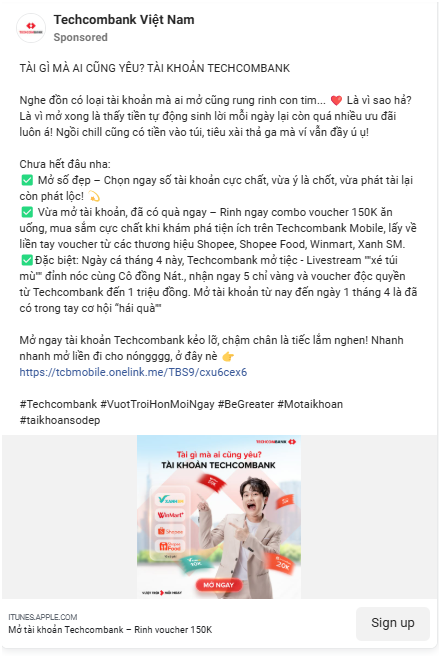 Techcombank Việt Nam
Sponsored
TÀI GÌ MÀ AI CŨNG YÊU? TÀI KHOẢN TECHCOMBANK
Nghe đồn có loại tài khoản mà ai mở cũng rung rinh con tim... ❤️ Là vì sao hả?
Là vì mở xong là thấy tiền tự động sinh lời mỗi ngày lại còn quá nhiều ưu đãi
luôn á! Ngồi chill cũng có tiền vào túi, tiêu xài thả ga mà ví vẫn đầy ú ụ!
Chưa hết đâu nha:
✅ Mở số đẹp – Chọn ngay số tài khoản cực chất, vừa ý là chốt, vừa phát tài lại
còn phát lộc! 💫
✅ Vừa mở tài khoản, đã có quà ngay – Rinh ngay combo voucher 150K ăn
uống, mua sắm cực chất khi khám phá tiện ích trên Techcombank Mobile, lấy về
liền tay voucher từ các thương hiệu Shopee, Shopee Food, Winmart, Xanh SM.
✅Đặc biệt: Ngày cá tháng 4 này, Techcombank mở tiệc - Livestream ""xé túi
mù"" đỉnh nóc cùng Cô đồng Nát., nhận ngay 5 chỉ vàng và voucher độc quyền
từ Techcombank đến 1 triệu đồng. Mở tài khoản từ nay đến ngày 1 tháng 4 là đã
có trong tay cơ hội "hái quà""
Mở ngay tài khoản Techcombank kẻo lỡ, chậm chân là tiếc lắm nghen! Nhanh
nhanh mở liền đi cho nóngggg, ở đây nè 👉
https://tcbmobile.onelink.me/TBS9/cxu6cex6
#Techcombank #VuotTroiHonMoiNgay #BeGreater #Motaikhoan
#taikhoansodep
TECHCOMBANK
Tài gì mà ai cũng yêu?
TÀI KHOẢN TECHCOMBANK
XANH SM
WinMart
Shopee
Shopee Food
10K
20K
MỞ NGAY
VƯỢT TRỘI HƠN MỖI NGAY
ITUNES.APPLE.COM
Mở tài khoản Techcombank – Rinh voucher 150K
Sign up